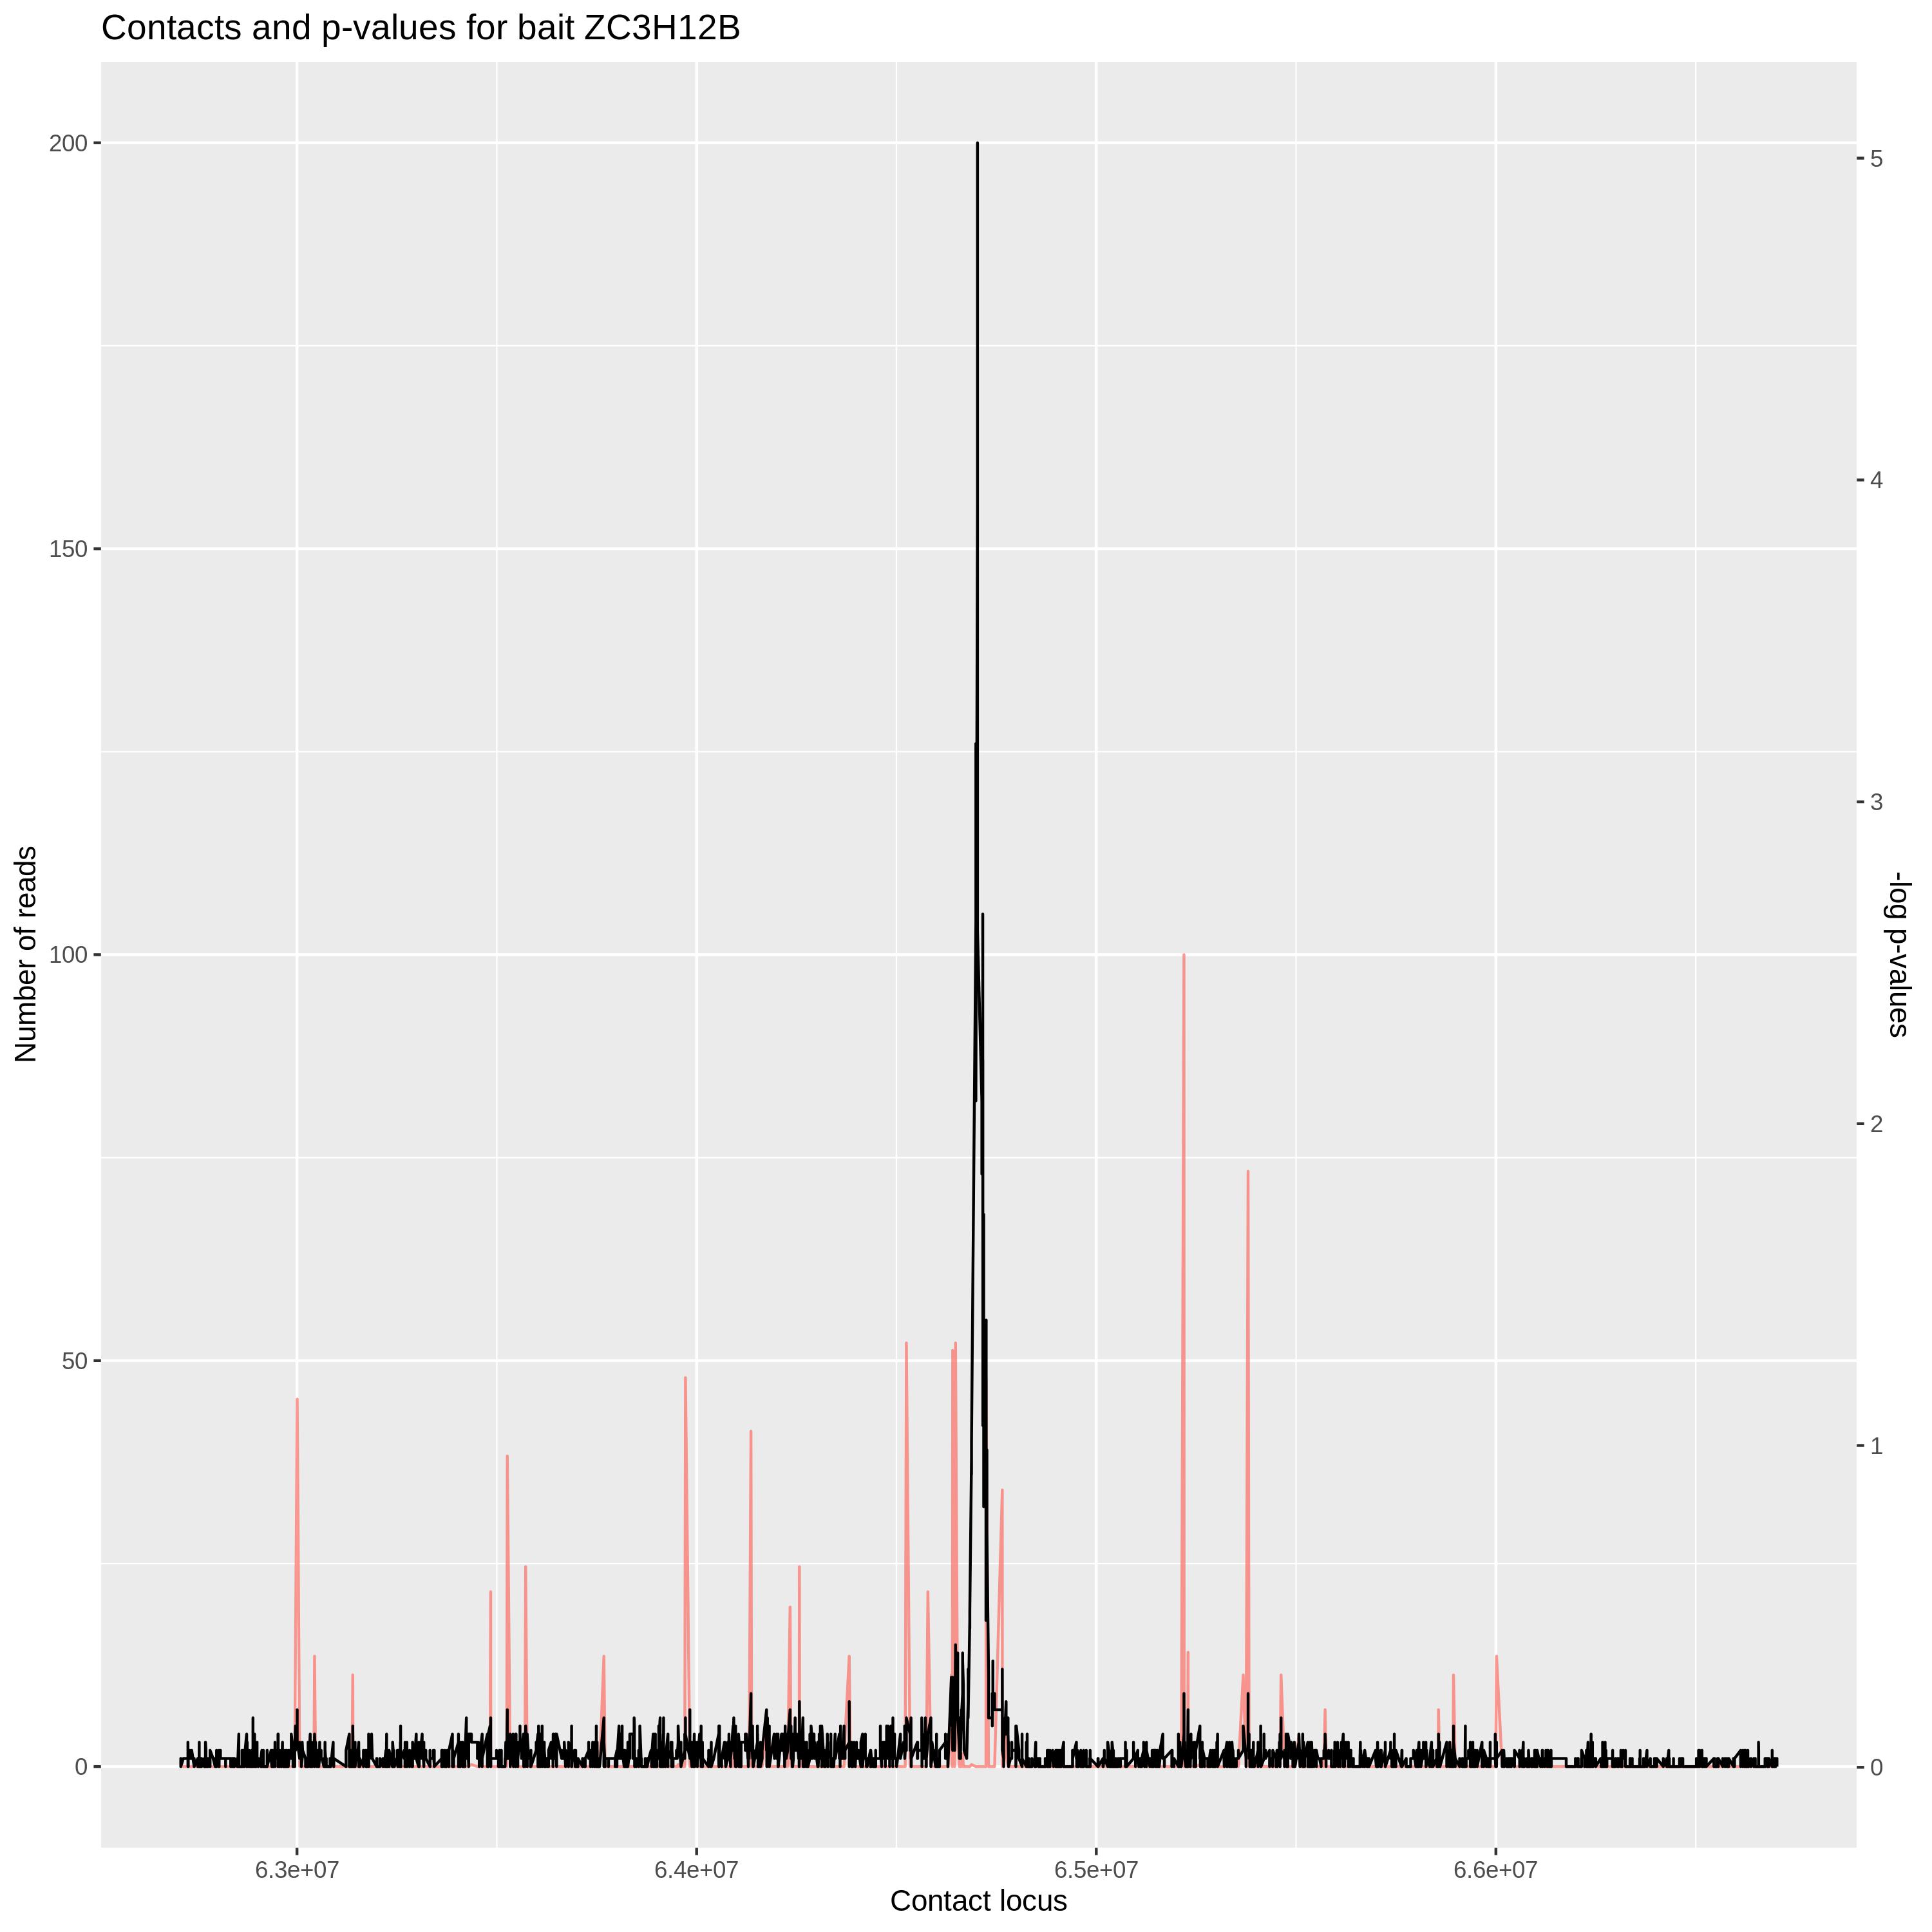 Contacts and p-values for bait ZC3H12B
200
150
100
50
0
Number of reads
5
4
3
2
1
0
-log p-values
6.3e+07 6.4e+07 6.5e+07 6.6e+07
Contact locus